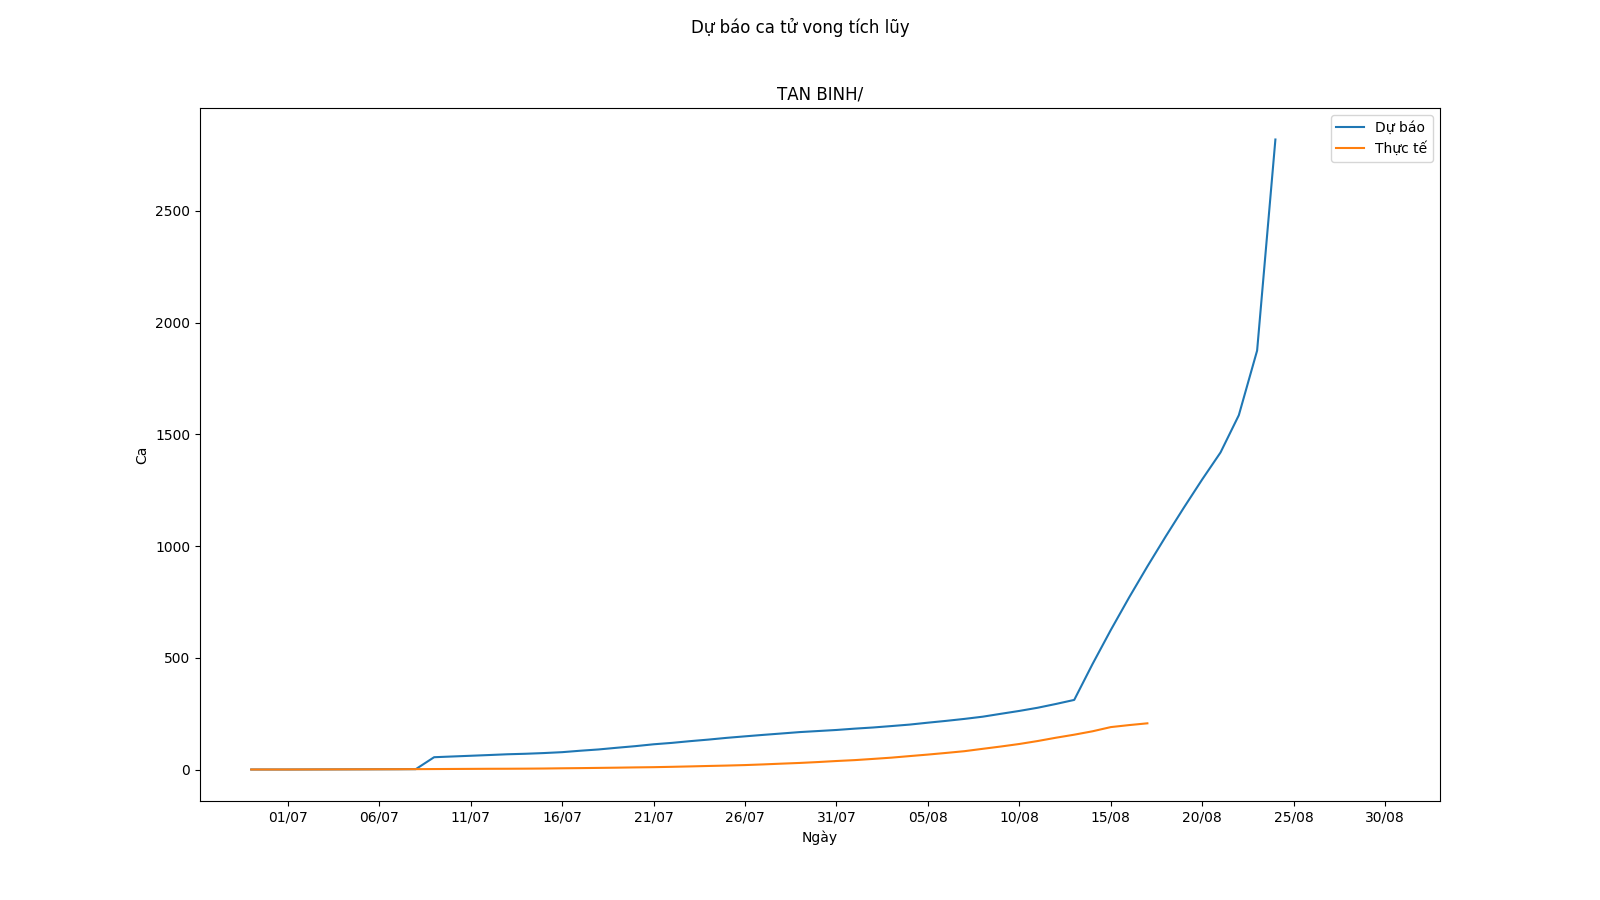 Dự báo ca tử vong tích lũy
TAN BINH/
Dự báo
Thực tế
2500
2000
1500
1000
500
0
Ca
01/07 06/07 11/07 16/07 21/07 26/07 31/07 05/08 10/08 15/08 20/08 25/08 30/08
Ngày